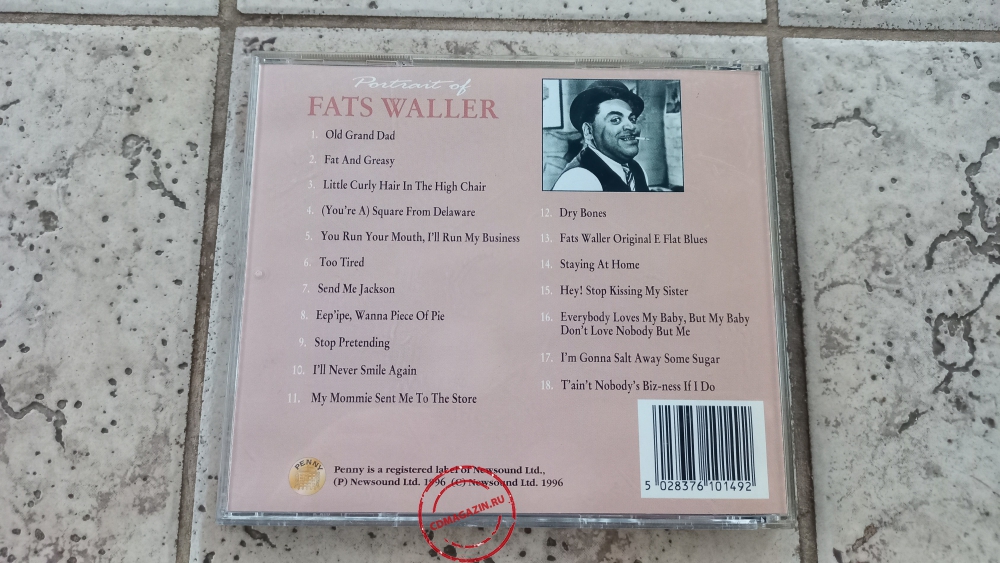 Portrait of
FATS WALLER
1. Old Grand Dad
2. Fat And Greasy
3. Little Curly Hair In The High Chair
4. (You're A) Square From Delaware
5. You Run Your Mouth, I'll Run My Business
6. Too Tired
7. Send Me Jackson
8. Eep'ipe, Wanna Piece Of Pie
9. Stop Pretending
10. I'll Never Smile Again
11. My Mommie Sent Me To The Store
12. Dry Bones
13. Fats Waller Original E Flat Blues
14. Staying At Home
15. Hey! Stop Kissing My Sister
16. Everybody Loves My Baby, But My Baby
Don't Love Nobody But Me
17. I'm Gonna Salt Away Some Sugar
18. T'ain't Nobody's Biz-ness If I Do
PENNY
Penny is a registered label of Newsound Ltd.,
(P) Newsound Ltd. 1996 (C) Newsound Ltd. 1996
5 028376 101492
CDMAGAZIN.RU